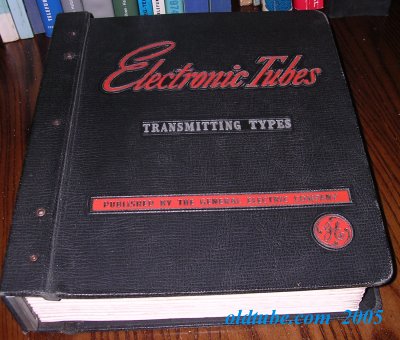 Electronic Tubes
TRANSMITTING TYPES
PUBLISHED BY THE GENERAL ELECTRIC COMPANY
GE
oldtube.com 2005